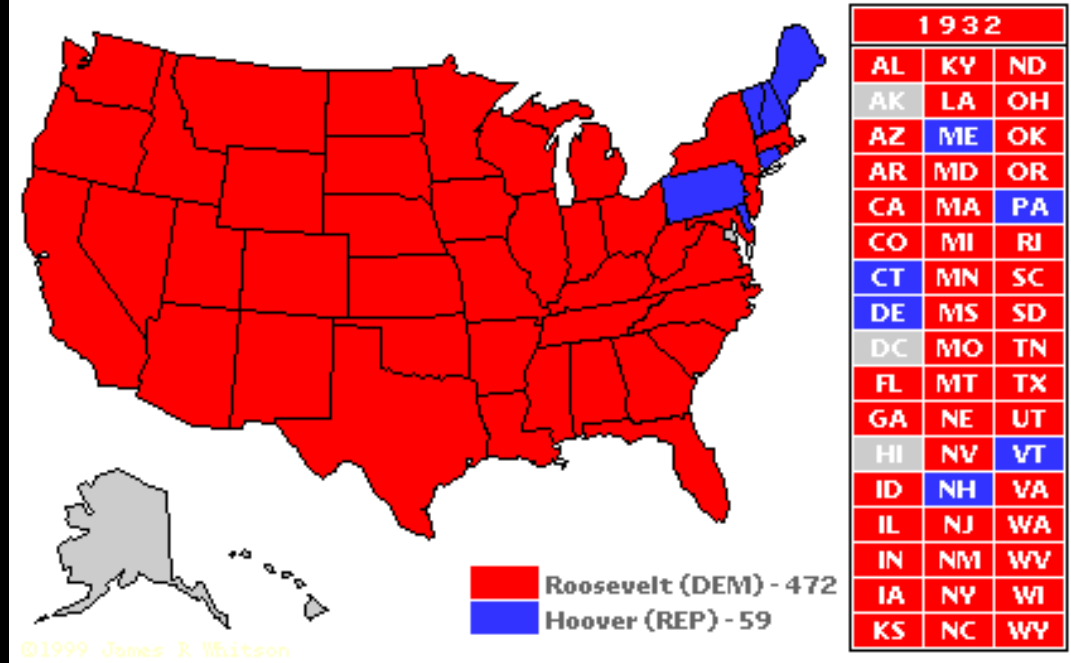 1932
AL KY ND
AK LA OH
AZ ME OK
AR MD OR
CA MA PA
CO MI RI
CT MN SC
DE MS SD
DC MO TN
FL MT TX
GA NE UT
HI NV VT
ID NH VA
IL NJ WA
IN NM WV
IA NY WI
KS NC WY
Roosevelt (DEM) - 472
Hoover (REP) - 59
©1999 James R Whitson